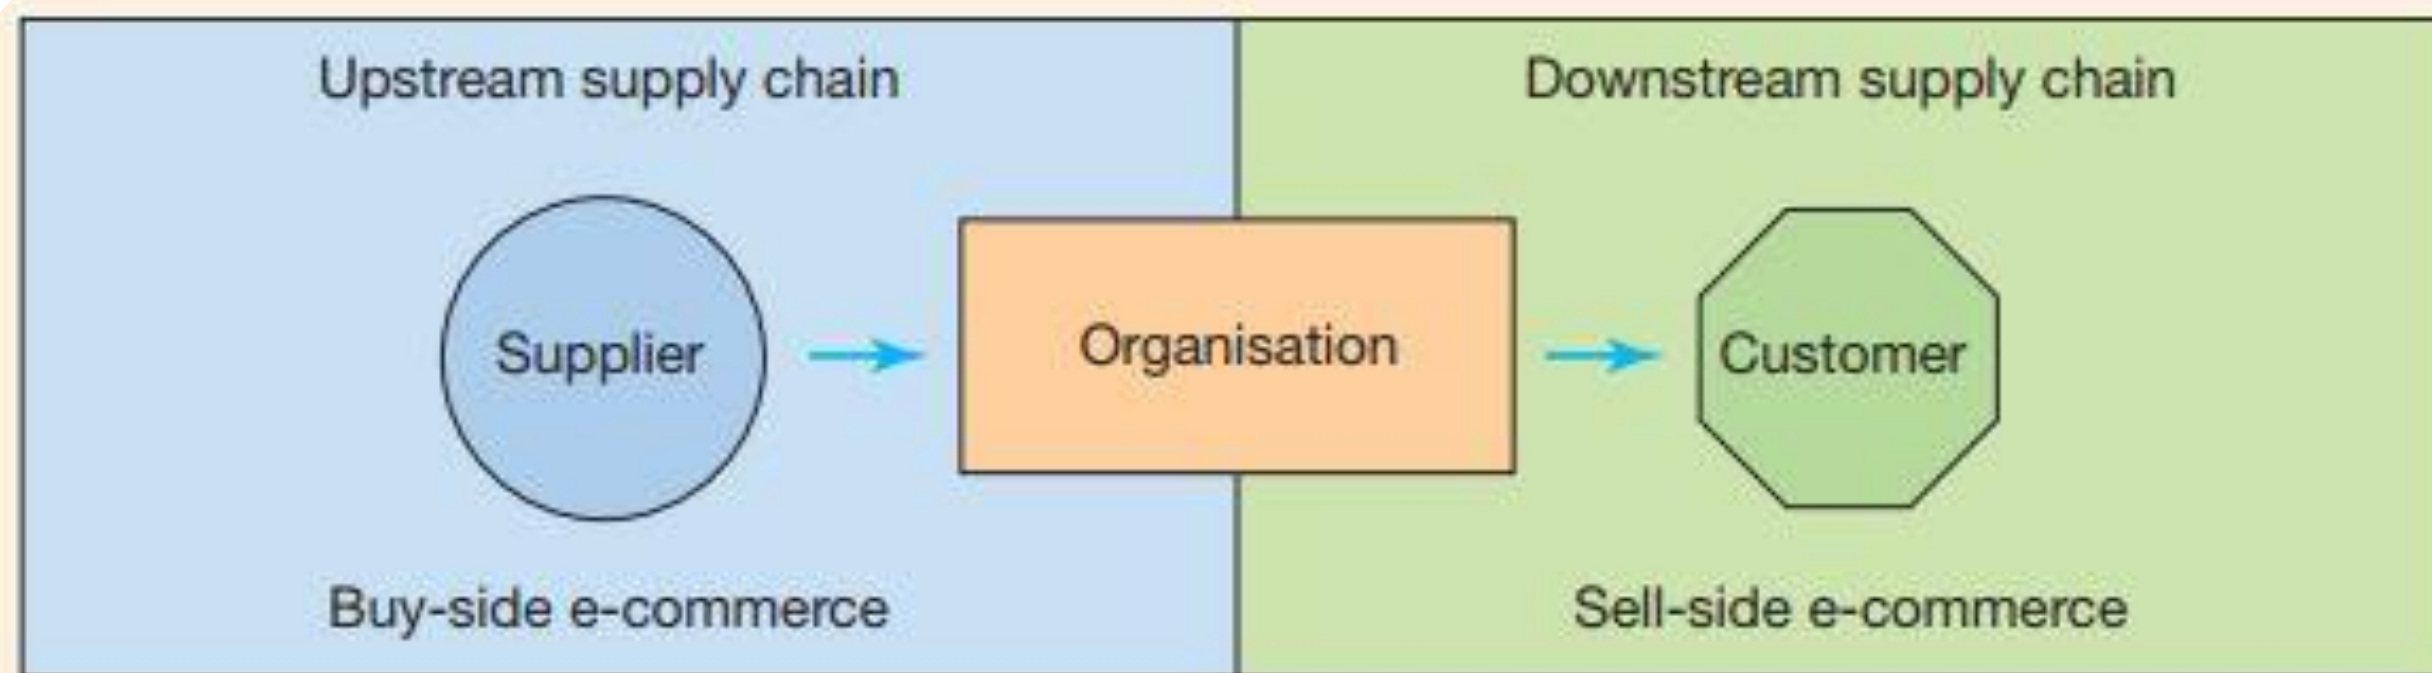 Upstream supply chain
Downstream supply chain
Supplier
Organisation
Customer
Buy-side e-commerce
Sell-side e-commerce